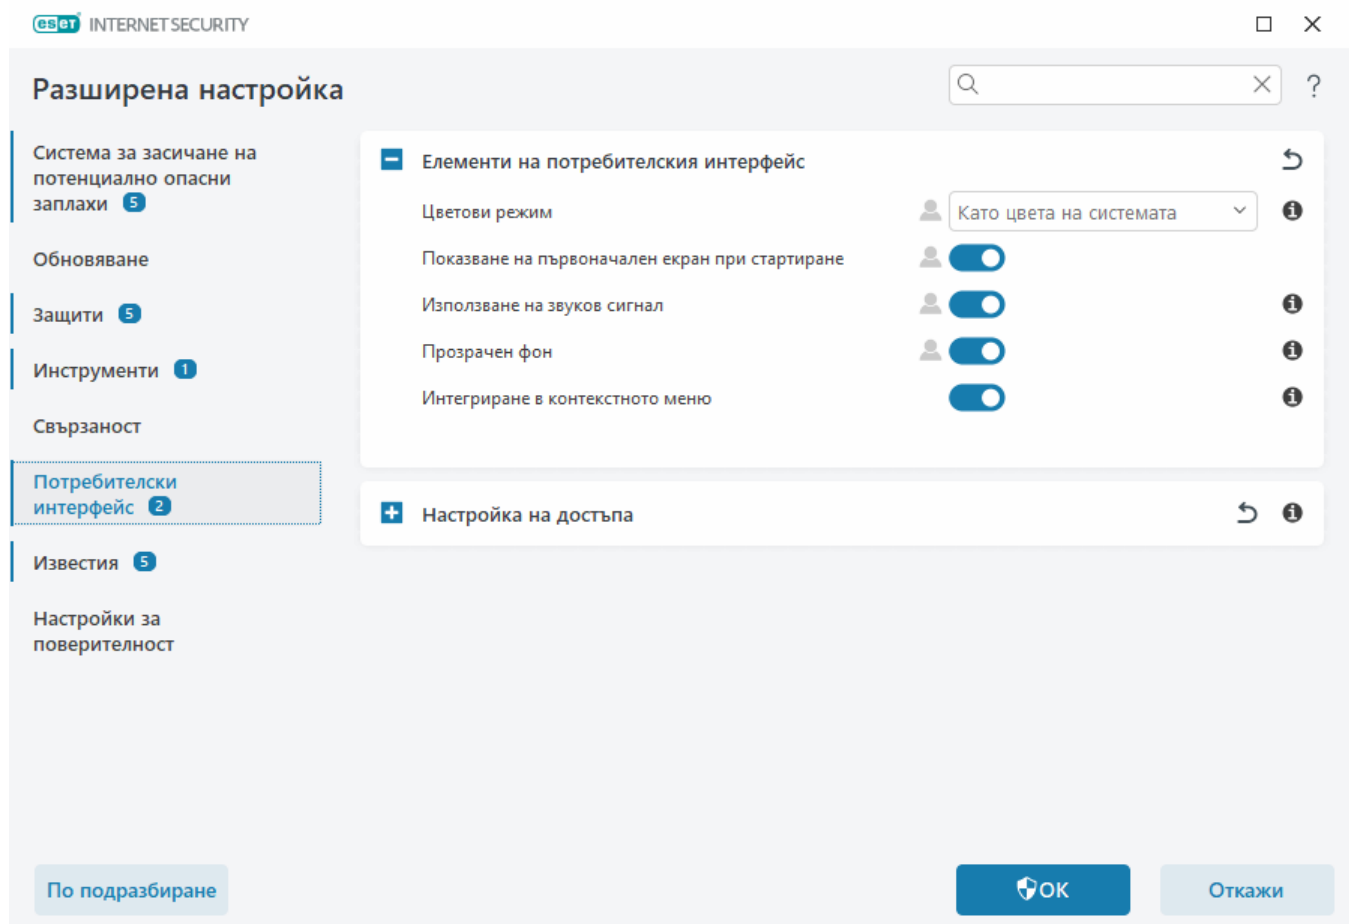 eset INTERNET SECURITY
Разширена настройка
?
Система за засичане на
потенциално опасни
заплахи 5
Обновяване
Защити 5
Инструменти 1
Свързаност
Потребителски
интерфейс 2
Известия 5
Настройки за
поверителност
Елементи на потребителския интерфейс
Цветови режим Като цвета на системата
Показване на първоначален екран при стартиране
Използване на звуков сигнал
Прозрачен фон
Интегриране в контекстното меню
Настройка на достъпа
По подразбиране
ОК
Откажи